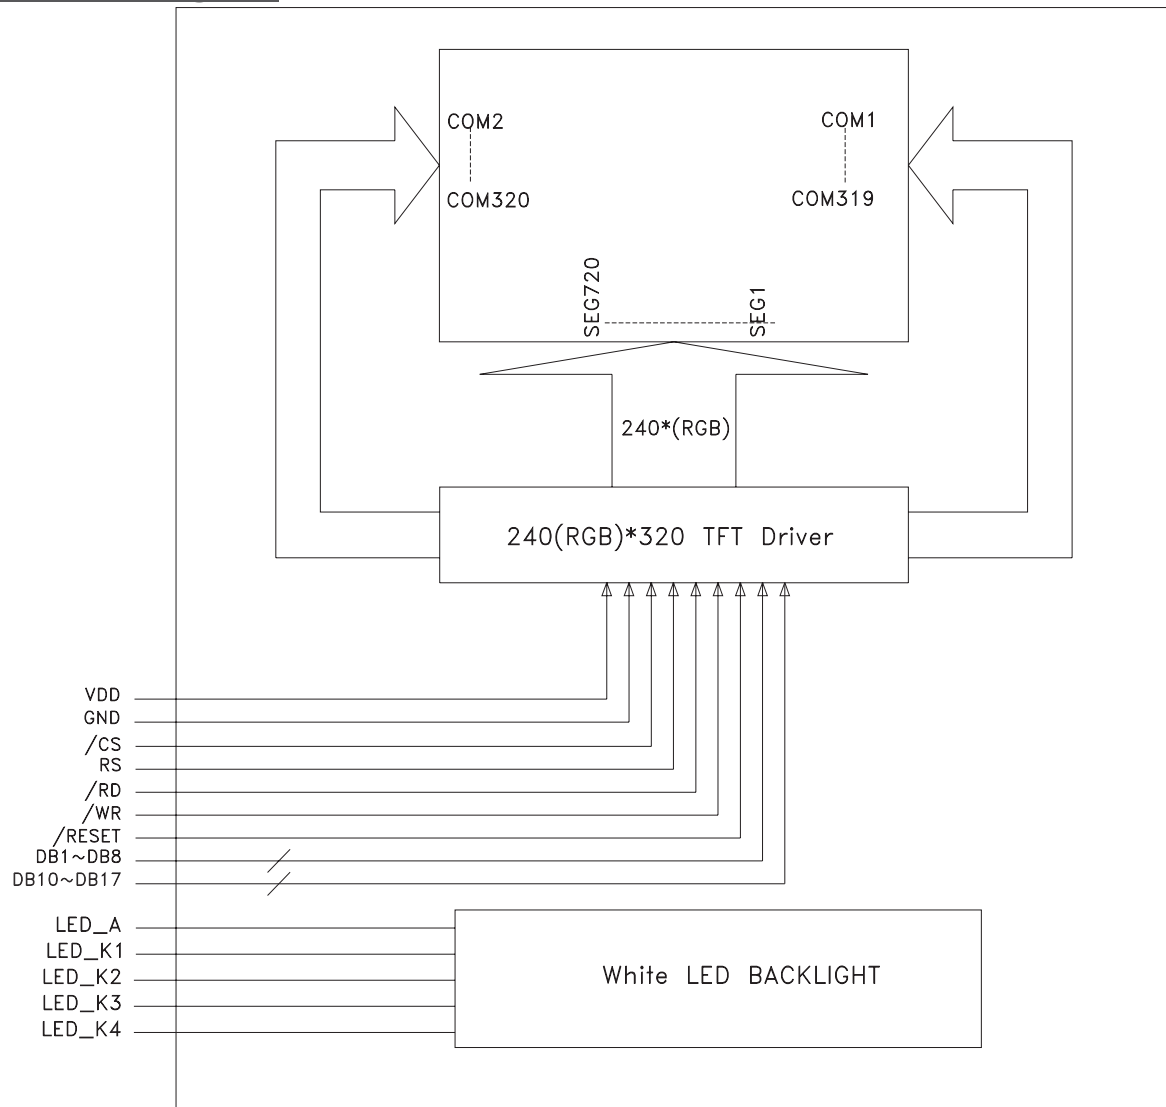 COM2
COM1
COM320
COM319
SEG720
SEG1
240*(RGB)
240(RGB)*320 TFT Driver
VDD
GND
/CS
RS
/RD
/WR
/RESET
DB1~DB8
DB10~DB17
LED_A
LED_K1
LED_K2
LED_K3
LED_K4
White LED BACKLIGHT